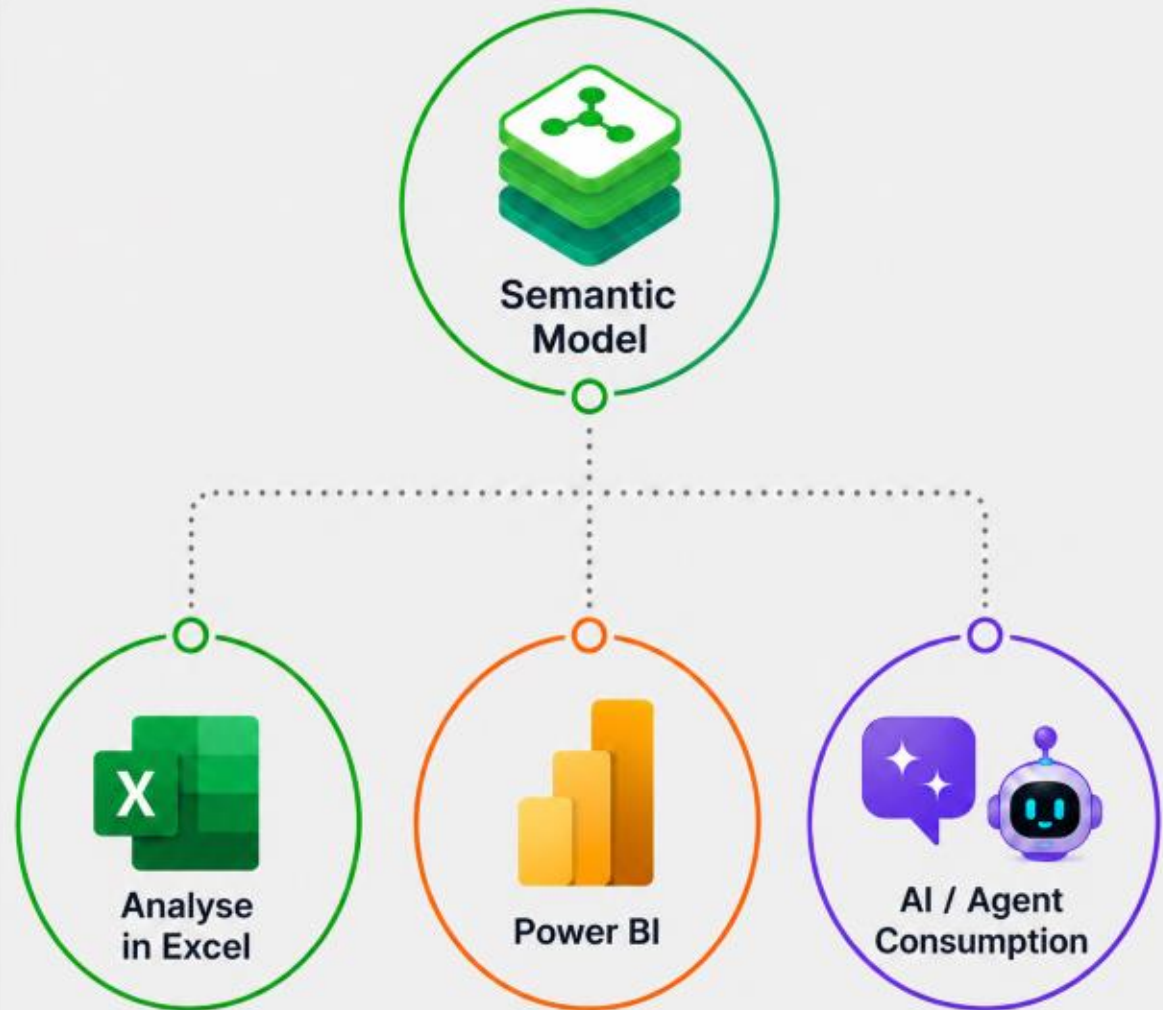 Semantic
Model
X
Analyse
in Excel
Power BI
AI / Agent
Consumption